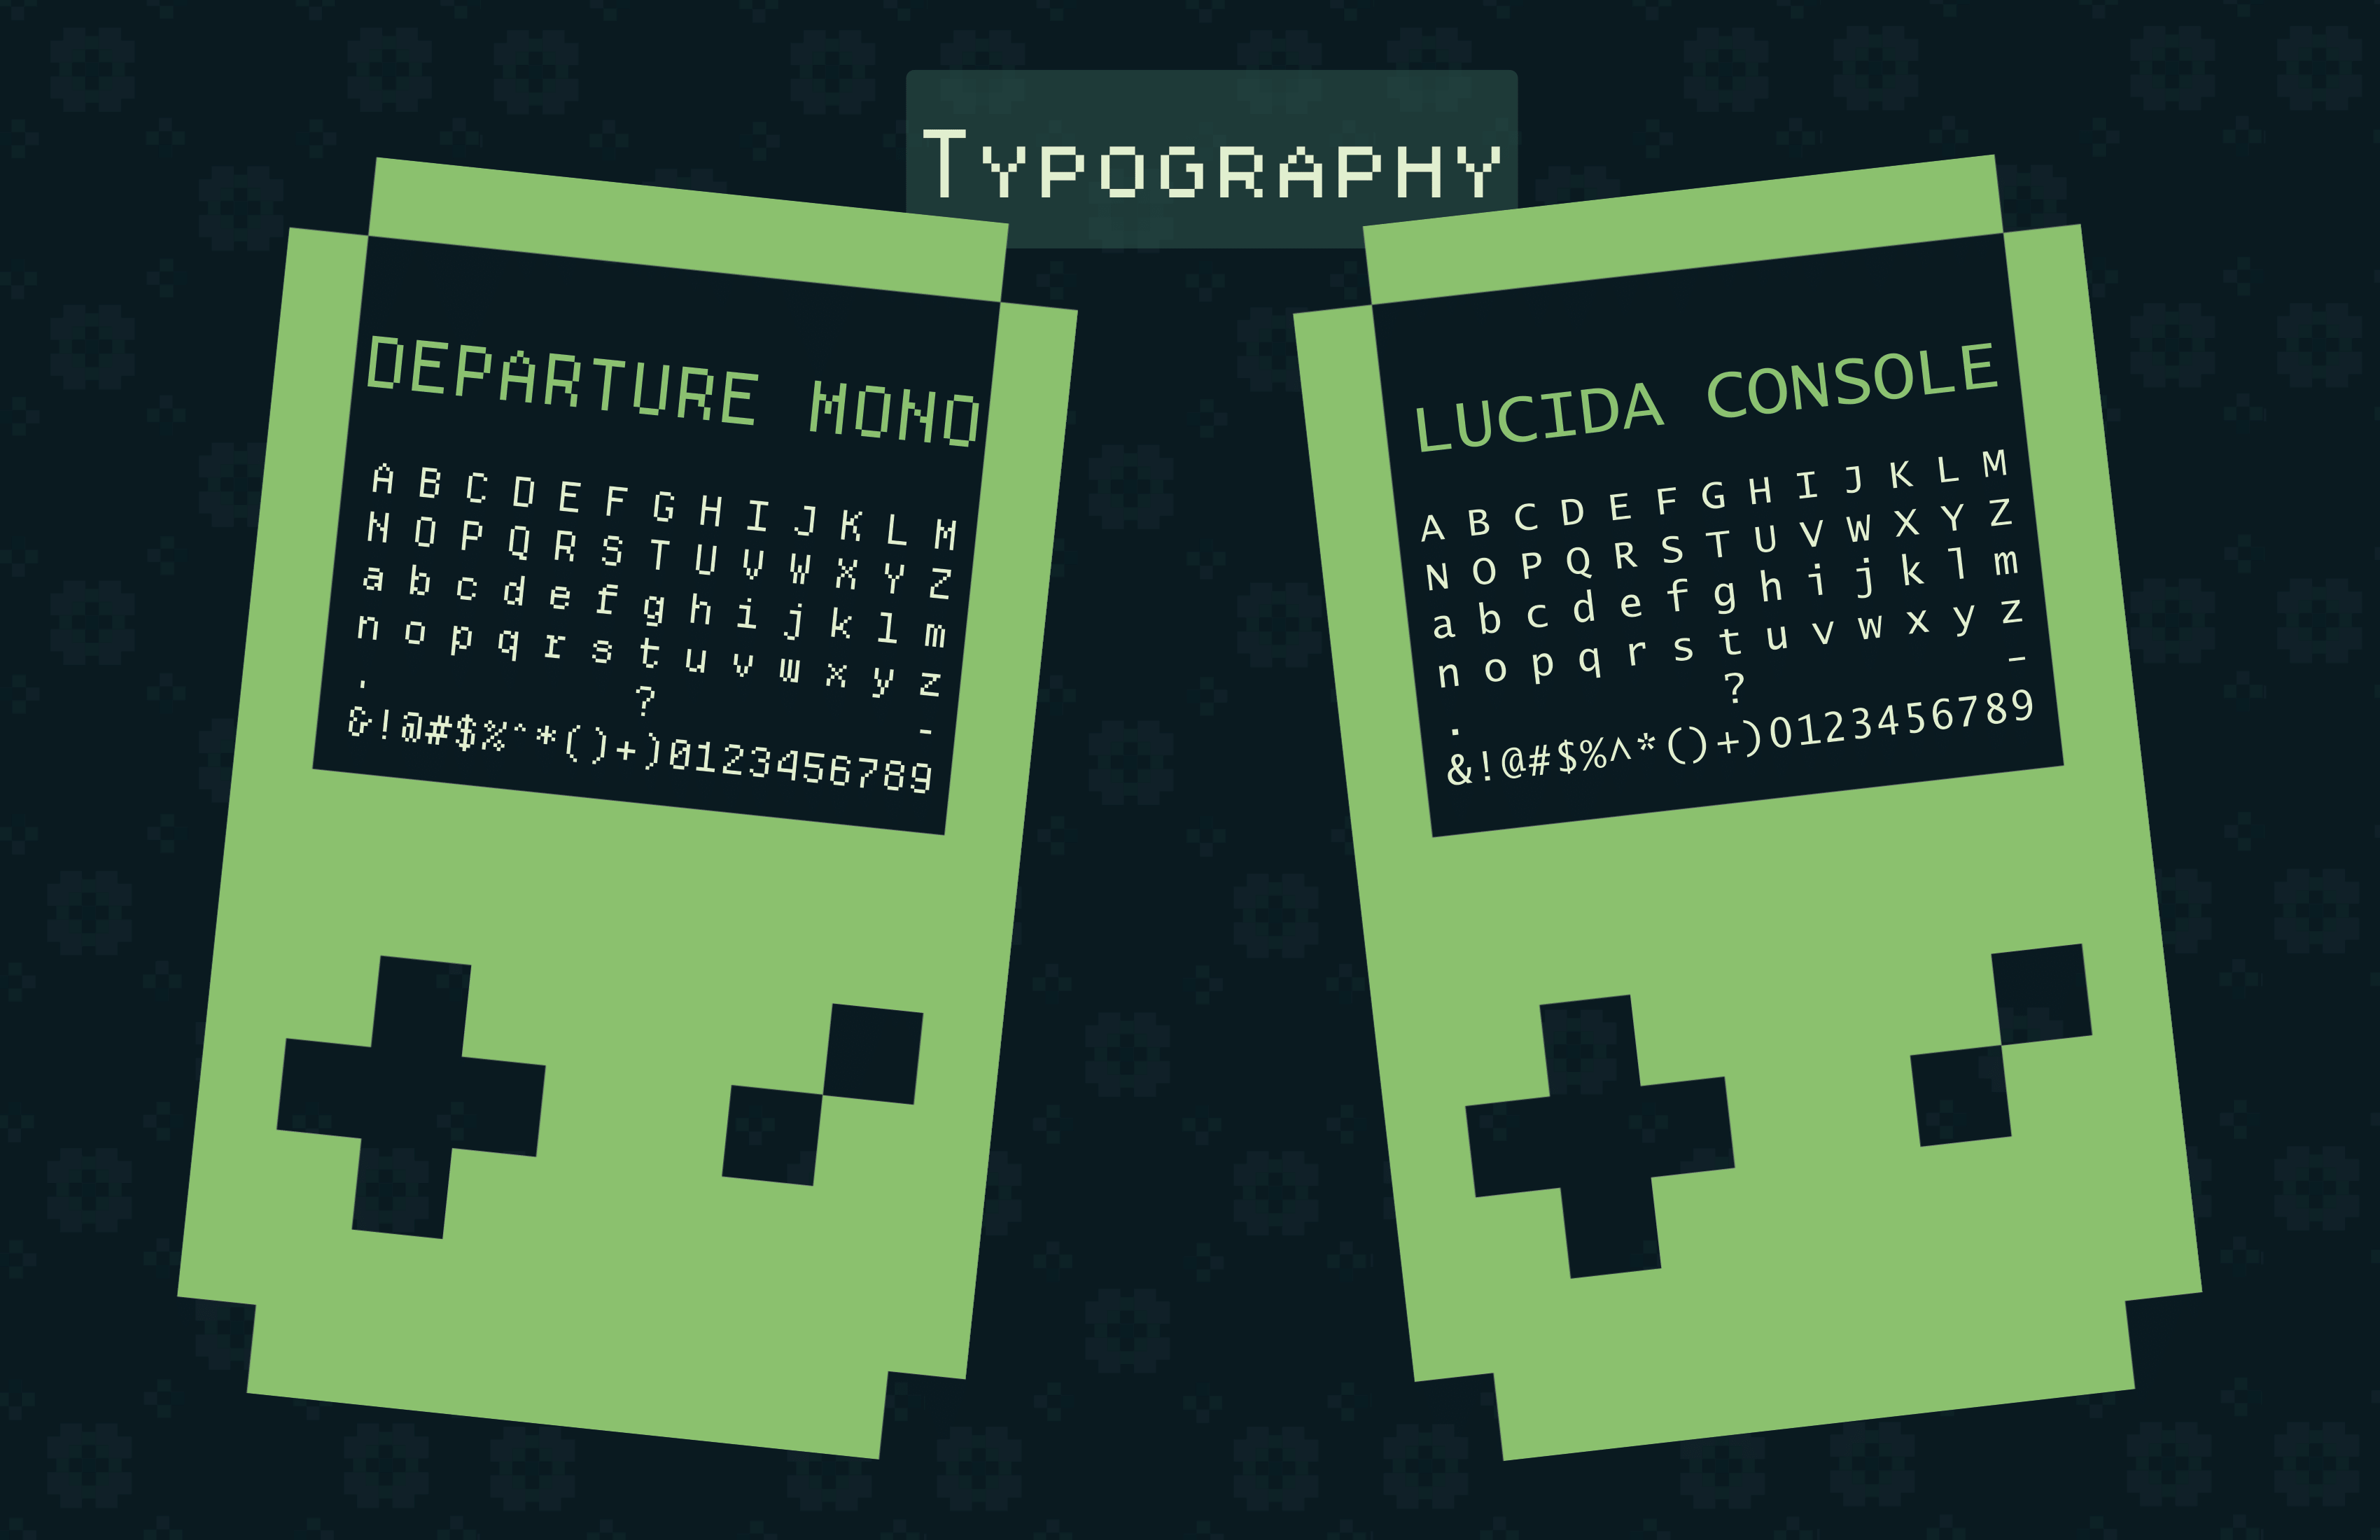 Typography
DEPARTURE MONO
A B C D E F G H I J K L M
N O P Q R S T U V W X Y Z
a b c d e f g h i j k l m
n o p q r s t u v w x y z
. ? -
&!@#$%^*()+)0123456789
LUCIDA CONSOLE
A B C D E F G H I J K L M
N O P Q R S T U V W X Y Z
a b c d e f g h i j k l m
n o p q r s t u v w x y z
. ? -
&!@#$%^*()+)0123456789